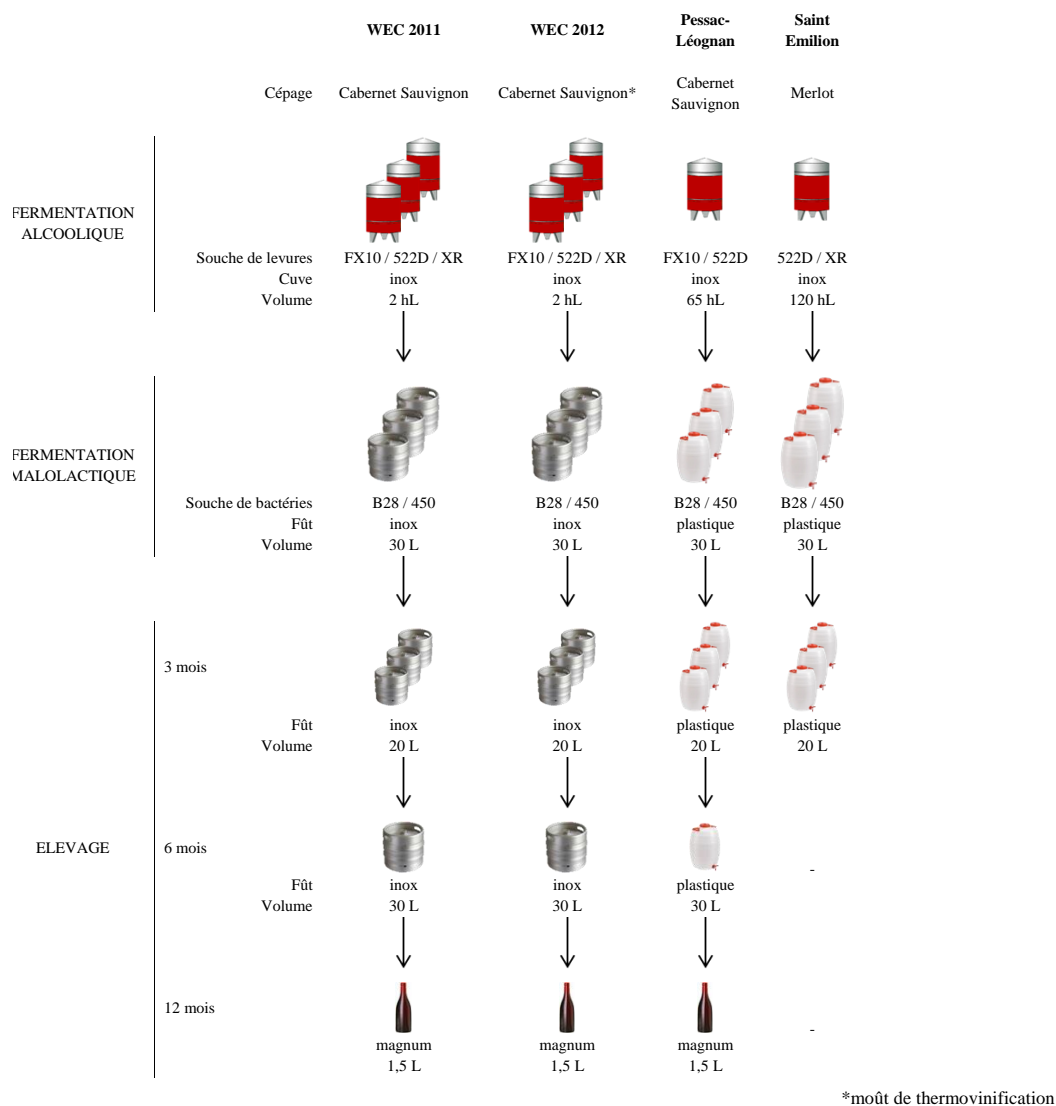 WEC 2011 WEC 2012 Pessac-
Léognan Saint
Emilion
Cépage Cabernet Sauvignon Cabernet Sauvignon* Cabernet
Sauvignon Merlot
FERMENTATION
ALCOOLIQUE
Souche de levures FX10 / 522D / XR FX10 / 522D / XR FX10 / 522D 522D / XR
Cuve inox inox inox inox
Volume 2 hL 2 hL 65 hL 120 hL
FERMENTATION
MALOLACTIQUE
Souche de bactéries B28 / 450 B28 / 450 B28 / 450 B28 / 450
Fût inox inox plastique plastique
Volume 30 L 30 L 30 L 30 L
3 mois
Fût inox inox plastique plastique
Volume 20 L 20 L 20 L 20 L
ELEVAGE 6 mois -
Fût inox inox plastique
Volume 30 L 30 L 30 L
12 mois -
magnum magnum magnum
1,5 L 1,5 L 1,5 L
*moût de thermovinification